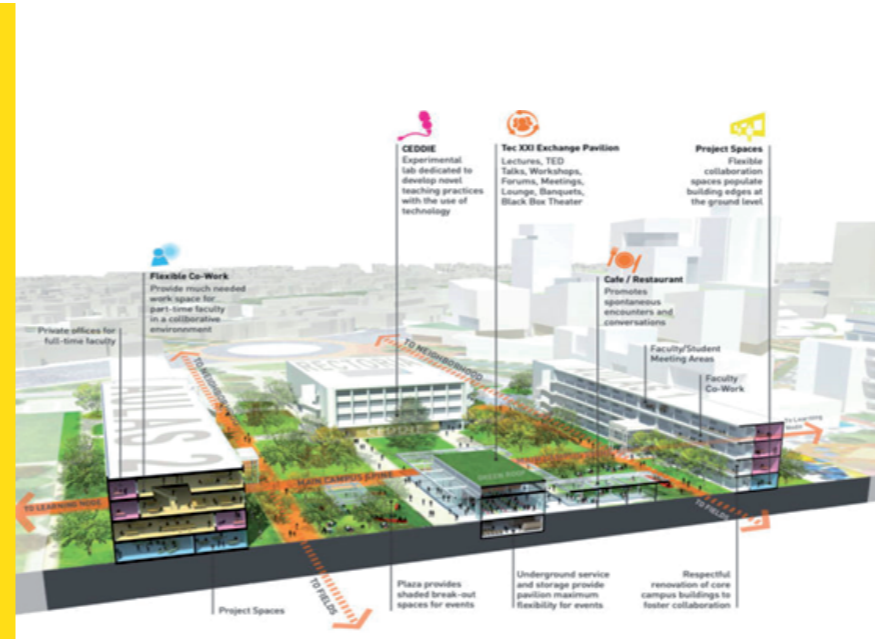 CEDDIE
Experimental
lab dedicated to
develop novel
teaching practices
with the use of
technology
Tec XXI Exchange Pavilion
Lectures, TED
Talks, Workshops,
Forums, Meetings,
Lounge, Banquets,
Black Box Theater
Project Spaces
Flexible
collaboration
spaces populate
building edges at
the ground level
Flexible Co-Work
Provide much needed
work space for
part-time faculty
in a collborative
environnment
Cafe / Restaurant
Promotes
spontaneous
encounters and
conversations
Private offices for
full-time faculty
Faculty/Student
Meeting Areas
Faculty
Co-Work
TO NEIGHBORHOOD
RECTORIA
CEDDIE
To Learning
Node
AULAS 2
MAIN CAMPUS SPINE
TO LEARNING NODE
TO FIELDS
TO FIELDS
Project Spaces
Plaza provides
shaded break-out
spaces for events
Underground service
and storage provide
pavilion maximum
flexibility for events
Respectful
renovation of core
campus buildings to
foster collaboration